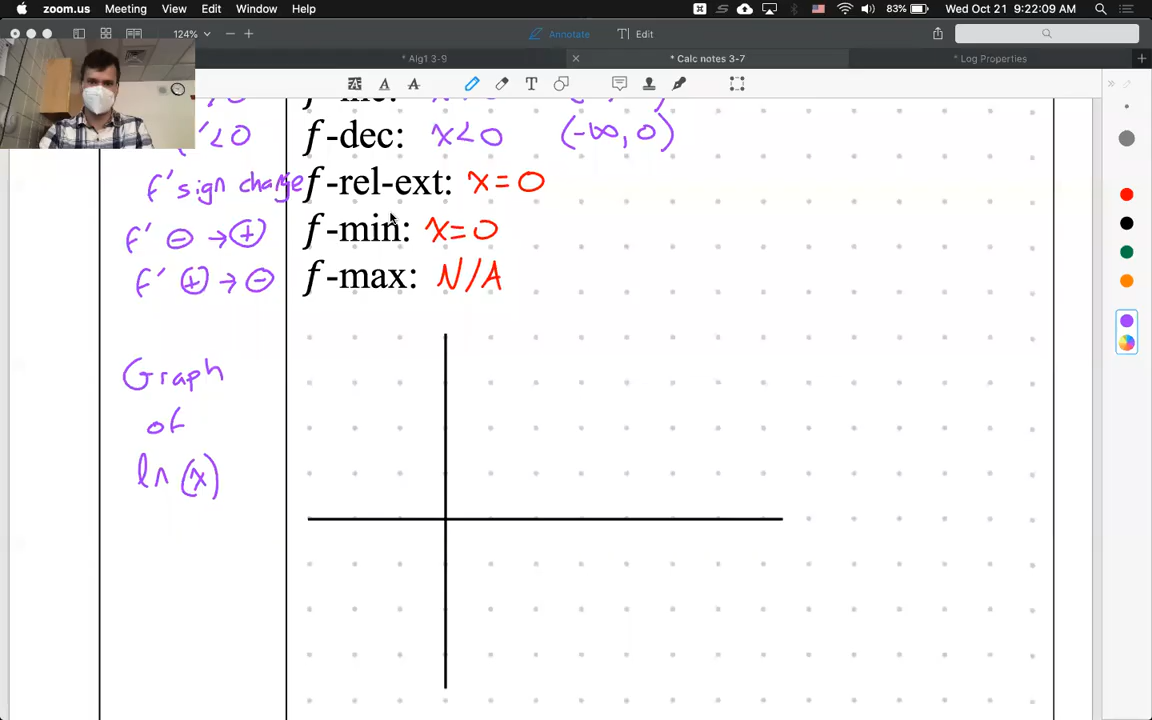 zoom.us Meeting View Edit Window Help 83% Wed Oct 21 9:22:09 AM
124% Annotate Edit
* Alg1 3-9 * Calc notes 3-7 * Log Properties
f-dec: x<0 (-∞, 0)
'<0
f' sign change f-rel-ext: x=0
f' ⊖ → ⊕ f-min: x=0
f' ⊕ → ⊖ f-max: N/A
Graph
of
ln(x)